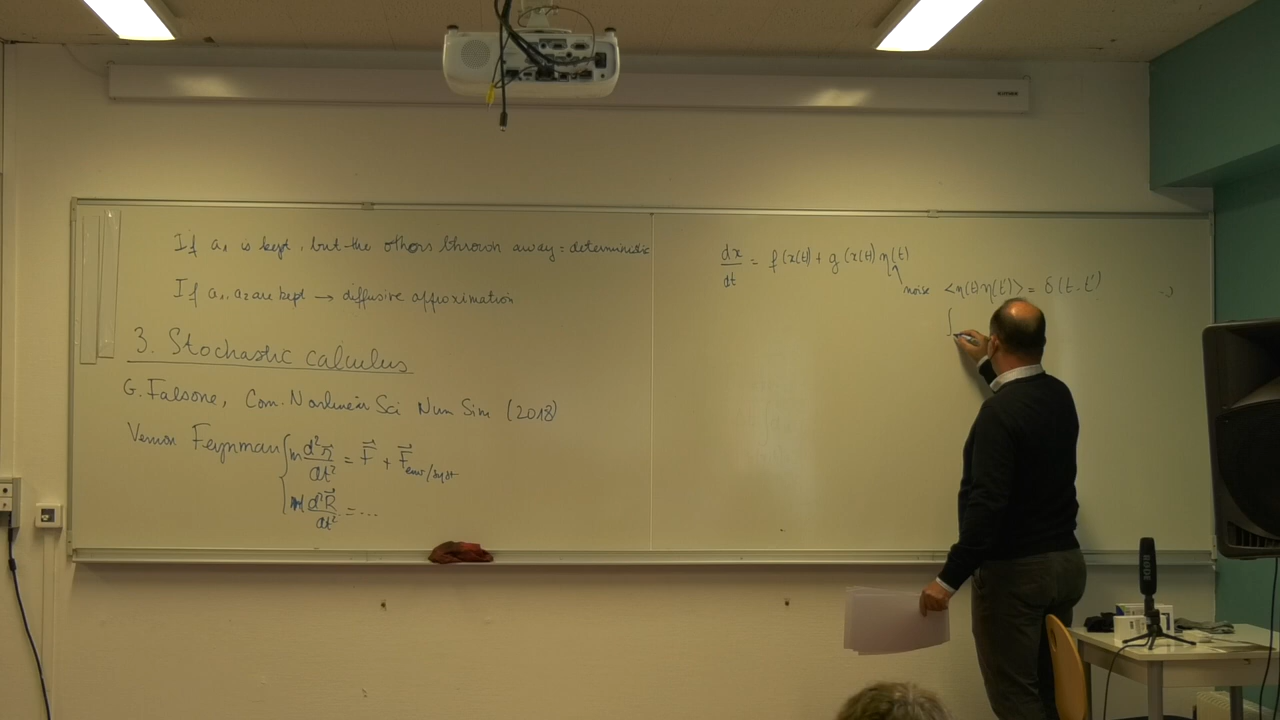 If a₁ is kept, but the others thrown away = deterministic
If a₁, a₂ are kept → diffusive approximation
3. Stochastic calculus
G. Falsone, Com. Nonlinear Sci Num Sim (2018)
Vernon Feynman { m d²r⃗/dt² = F⃗ + F⃗ env/syst
M d²R⃗/dt² = ...
dx/dt = f(x(t)) + g(x(t)) η(t)
noise <η(t) η(t')> = δ(t - t')
∫
RØDE